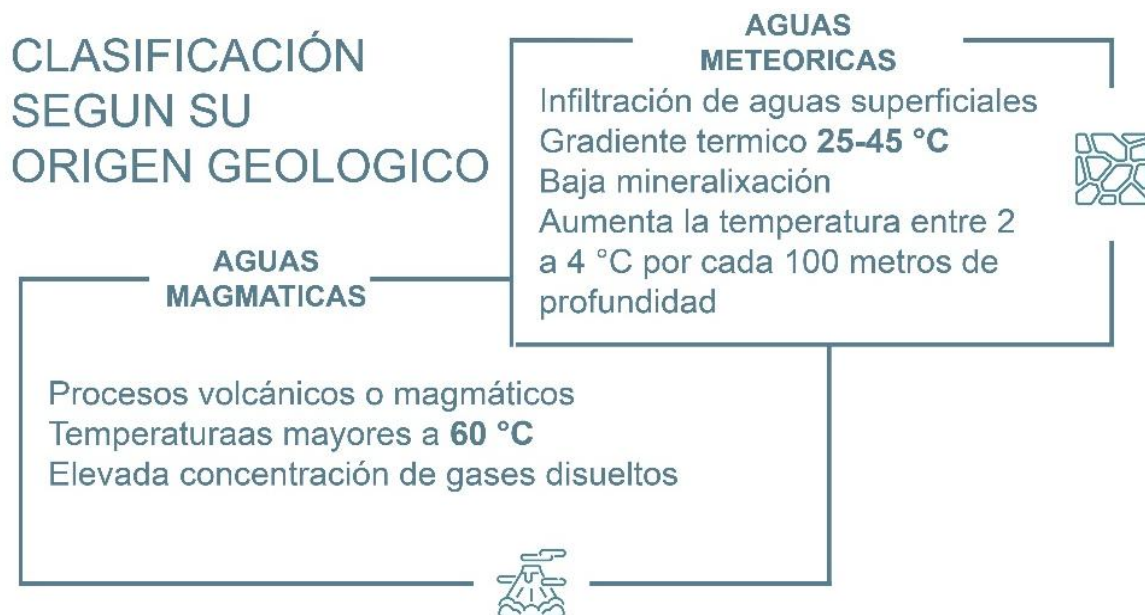 CLASIFICACIÓN
SEGUN SU
ORIGEN GEOLOGICO
AGUAS
METEORICAS
Infiltración de aguas superficiales
Gradiente termico 25-45 °C
Baja mineralixación
Aumenta la temperatura entre 2
a 4 °C por cada 100 metros de
profundidad
AGUAS
MAGMATICAS
Procesos volcánicos o magmáticos
Temperaturaas mayores a 60 °C
Elevada concentración de gases disueltos